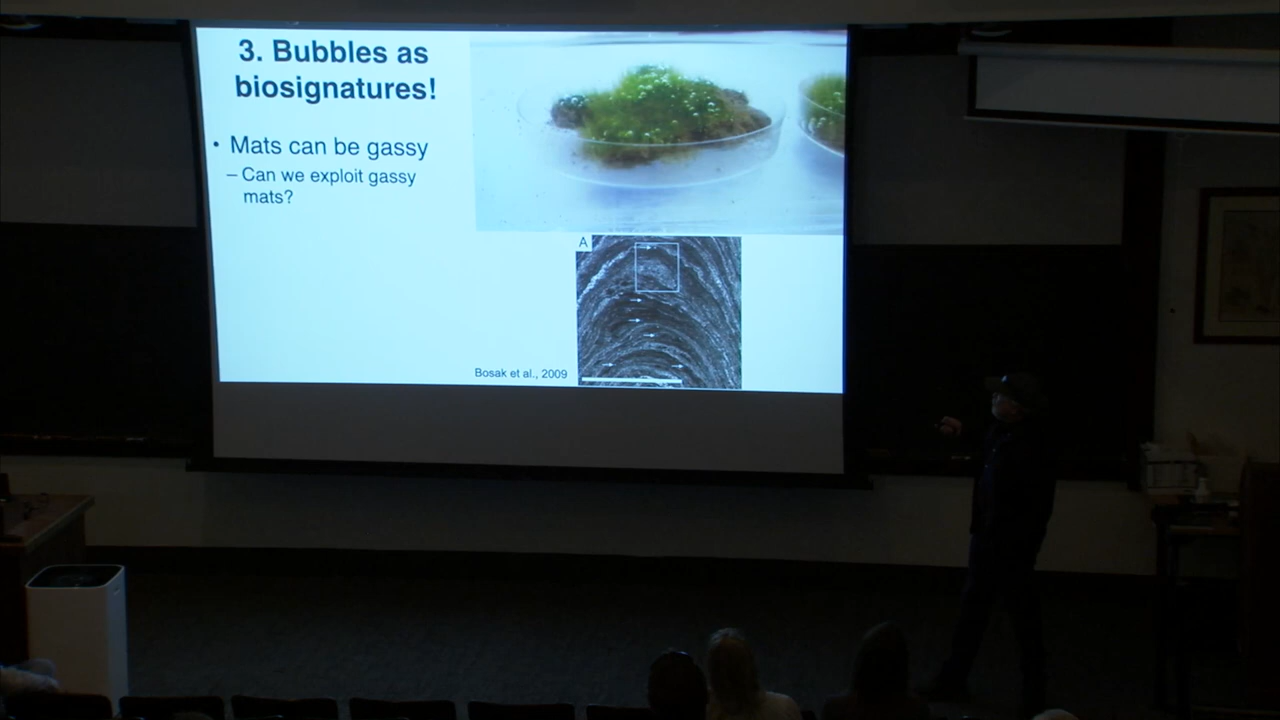 3. Bubbles as
biosignatures!
• Mats can be gassy
– Can we exploit gassy
mats?
A
Bosak et al., 2009